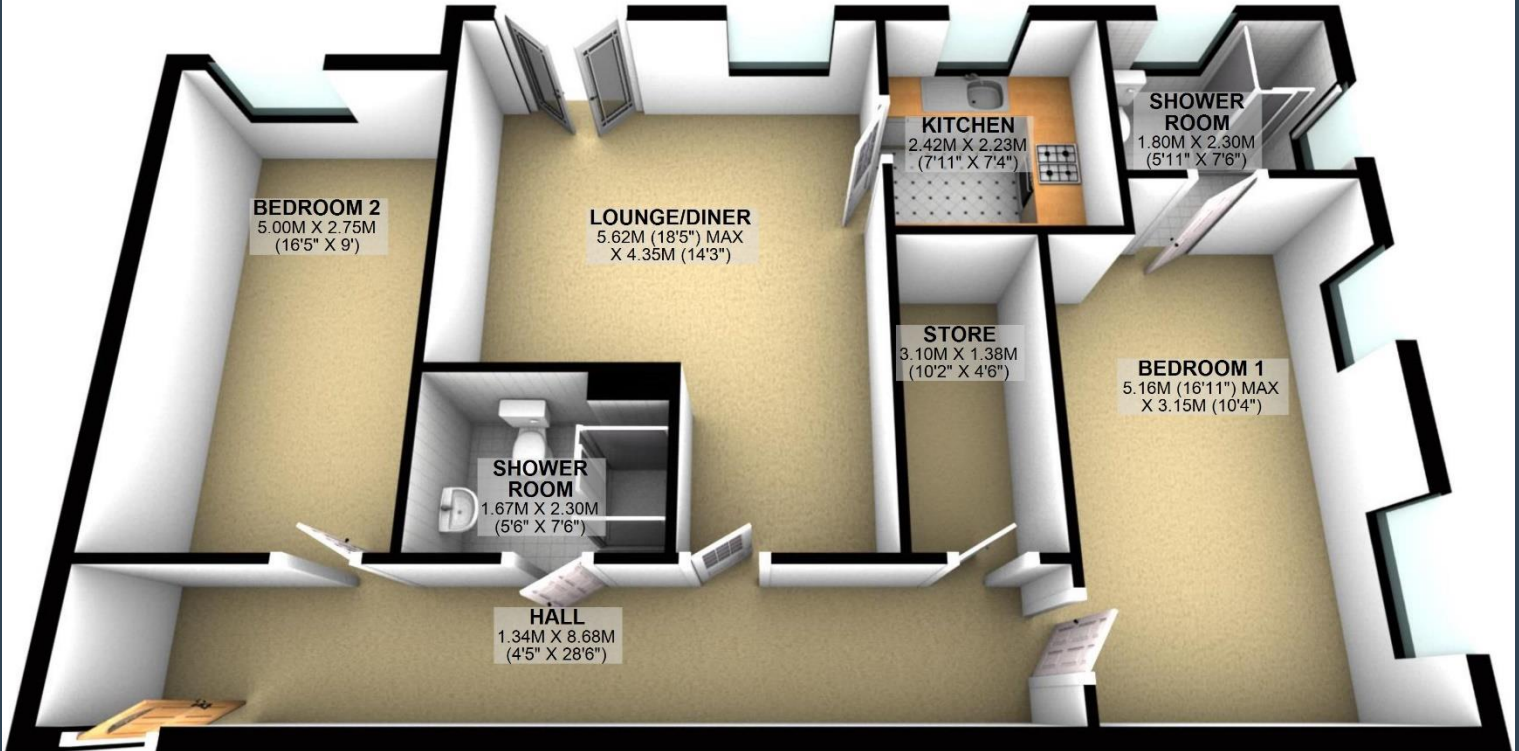 BEDROOM 2
5.00M X 2.75M
(16'5" X 9')
LOUNGE/DINER
5.62M (18'5") MAX
X 4.35M (14'3")
KITCHEN
2.42M X 2.23M
(7'11" X 7'4")
SHOWER
ROOM
1.80M X 2.30M
(5'11" X 7'6")
STORE
3.10M X 1.38M
(10'2" X 4'6")
BEDROOM 1
5.16M (16'11") MAX
X 3.15M (10'4")
SHOWER
ROOM
1.67M X 2.30M
(5'6" X 7'6")
HALL
1.34M X 8.68M
(4'5" X 28'6")